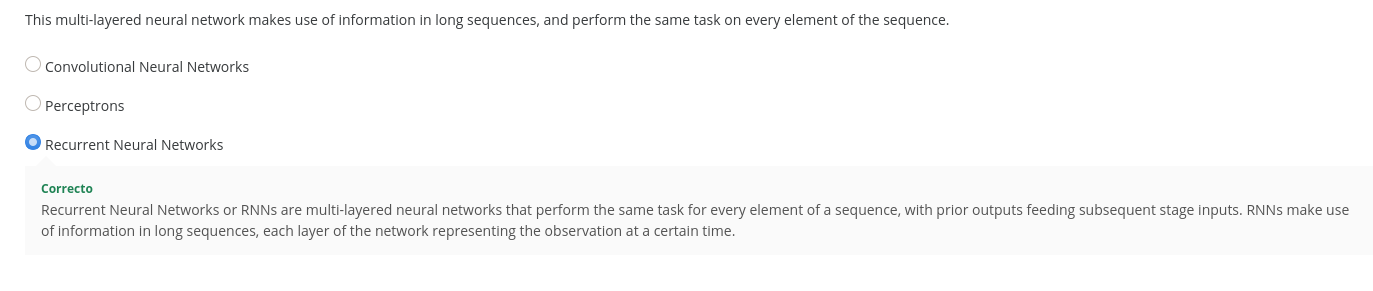 This multi-layered neural network makes use of information in long sequences, and perform the same task on every element of the sequence.
Convolutional Neural Networks
Perceptrons
Recurrent Neural Networks
Correcto
Recurrent Neural Networks or RNNs are multi-layered neural networks that perform the same task for every element of a sequence, with prior outputs feeding subsequent stage inputs. RNNs make use
of information in long sequences, each layer of the network representing the observation at a certain time.